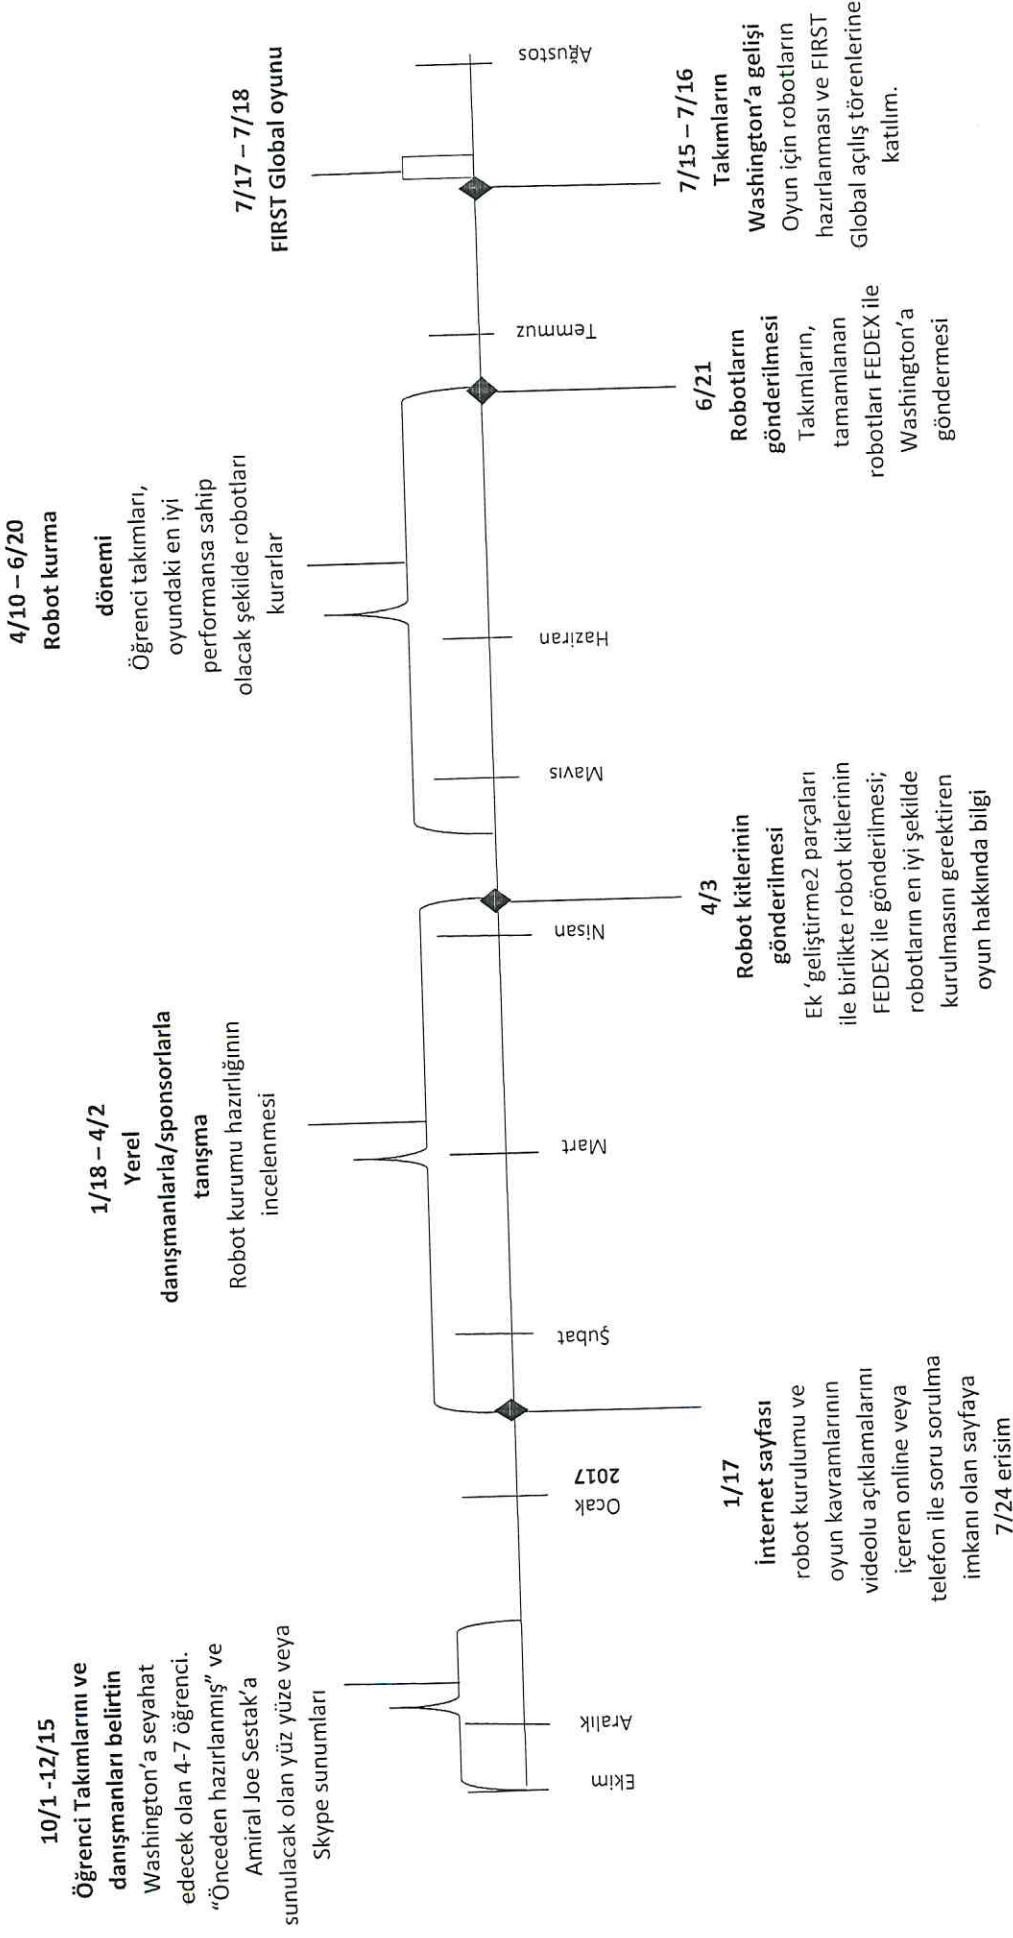 10/1 -12/15
Öğrenci Takımlarını ve
danışmanları belirtin
Washington'a seyahat
edecek olan 4-7 öğrenci.
“Önceden hazırlanmış” ve
Amiral Joe Sestak'a
sunulacak olan yüz yüze veya
Skype sunumları
1/18 – 4/2
Yerel
danışmanlarla/sponsorlarla
tanışma
Robot kurumu hazırlığının
incelenmesi
4/10 – 6/20
Robot kurma
dönemi
Öğrenci takımları,
oyundaki en iyi
performansa sahip
olacak şekilde robotları
kurarlar
7/17 – 7/18
FIRST Global oyunu
Ekim
Aralık
Ocak
2017
Şubat
Mart
Nisan
Mayıs
Haziran
Temmuz
Ağustos
1/17
İnternet sayfası
robot kurulumu ve
oyun kavramlarının
videolu açıklamalarını
içeren online veya
telefon ile soru sorulma
imkanı olan sayfaya
7/24 erisim
4/3
Robot kitlerinin
gönderilmesi
Ek ‘geliştirme2 parçaları
ile birlikte robot kitlerinin
FEDEX ile gönderilmesi;
robotların en iyi şekilde
kurulmasını gerektiren
oyun hakkında bilgi
6/21
Robotların
gönderilmesi
Takımların,
tamamlanan
robotları FEDEX ile
Washington'a
göndermesi
7/15 – 7/16
Takımların
Washington'a gelişi
Oyun için robotların
hazırlanması ve FIRST
Global açılış törenlerine
katılım.